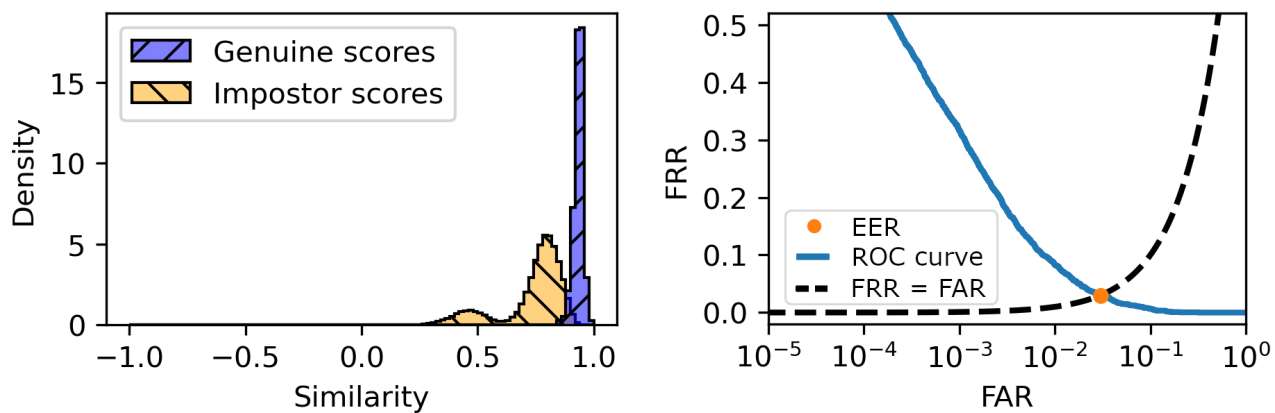 Genuine scores
Impostor scores
Density
15
10
5
0
−1.0
−0.5
0.0
0.5
1.0
Similarity
FRR
0.5
0.4
0.3
0.2
0.1
0.0
EER
ROC curve
FRR = FAR
10⁻⁵
10⁻⁴
10⁻³
10⁻²
10⁻¹
10⁰
FAR